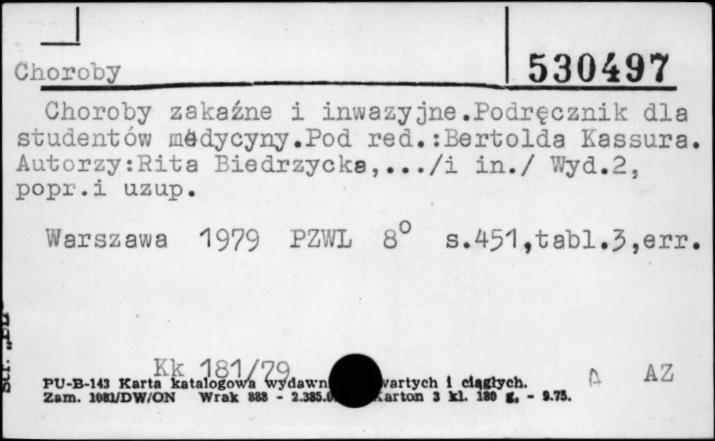 Choroby
530497
Choroby zakaźne i inwazyjne.Podręcznik dla
studentów medycyny.Pod red.:Bertolda Kassura.
Autorzy:Rita Biedrzycka,.../i in./ Wyd.2,
popr.i uzup.
Warszawa 1979 PZWL 8° s.451,tabl.3,err.
Kk 181/79
PU-B-143 Karta katalogowa wydawn wartych i ciągłych.
A AZ
Zam. 1081/DW/ON Wrak 888 - 2.385.0 arton 3 kl. 180 g. - 9.75.